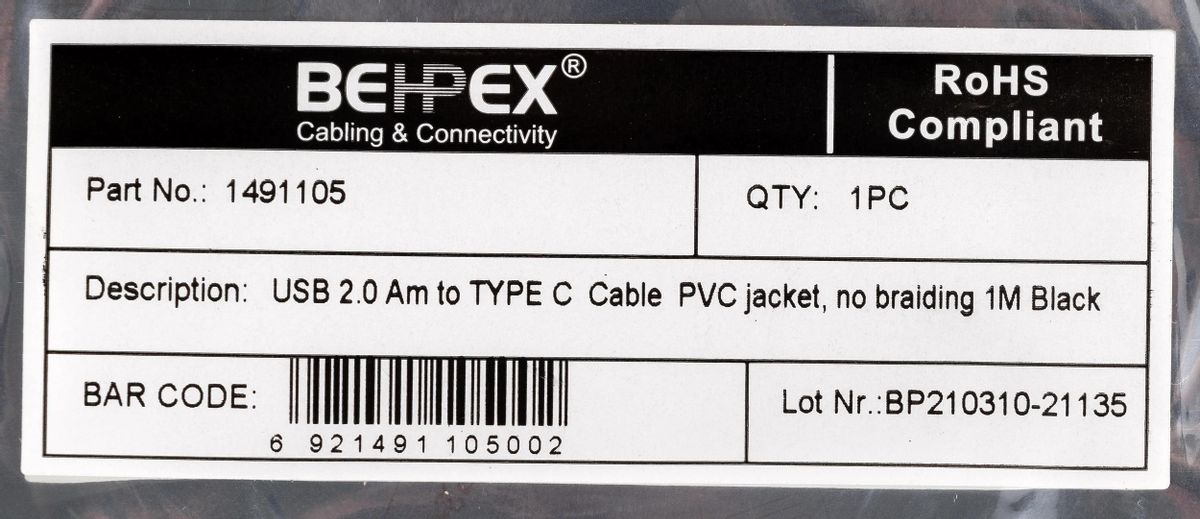 BEHPEX®
Cabling & Connectivity
RoHS
Compliant
Part No.: 1491105
QTY: 1PC
Description: USB 2.0 Am to TYPE C Cable PVC jacket, no braiding 1M Black
BAR CODE:
6 921491 105002
Lot Nr.:BP210310-21135